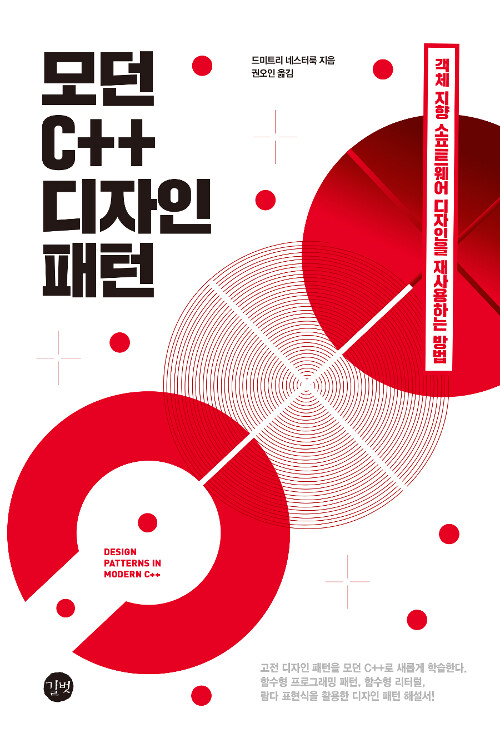 모던
C++
디자인
패턴
드미트리 네스터룩 지음
권오인 옮김
객체 지향 소프트웨어 디자인을 재사용하는 방법
DESIGN
PATTERNS IN
MODERN C++
고전 디자인 패턴을 모던 C++로 새롭게 학습한다.
함수형 프로그래밍 패턴, 함수형 리터럴,
람다 표현식을 활용한 디자인 패턴 해설서!
길벗